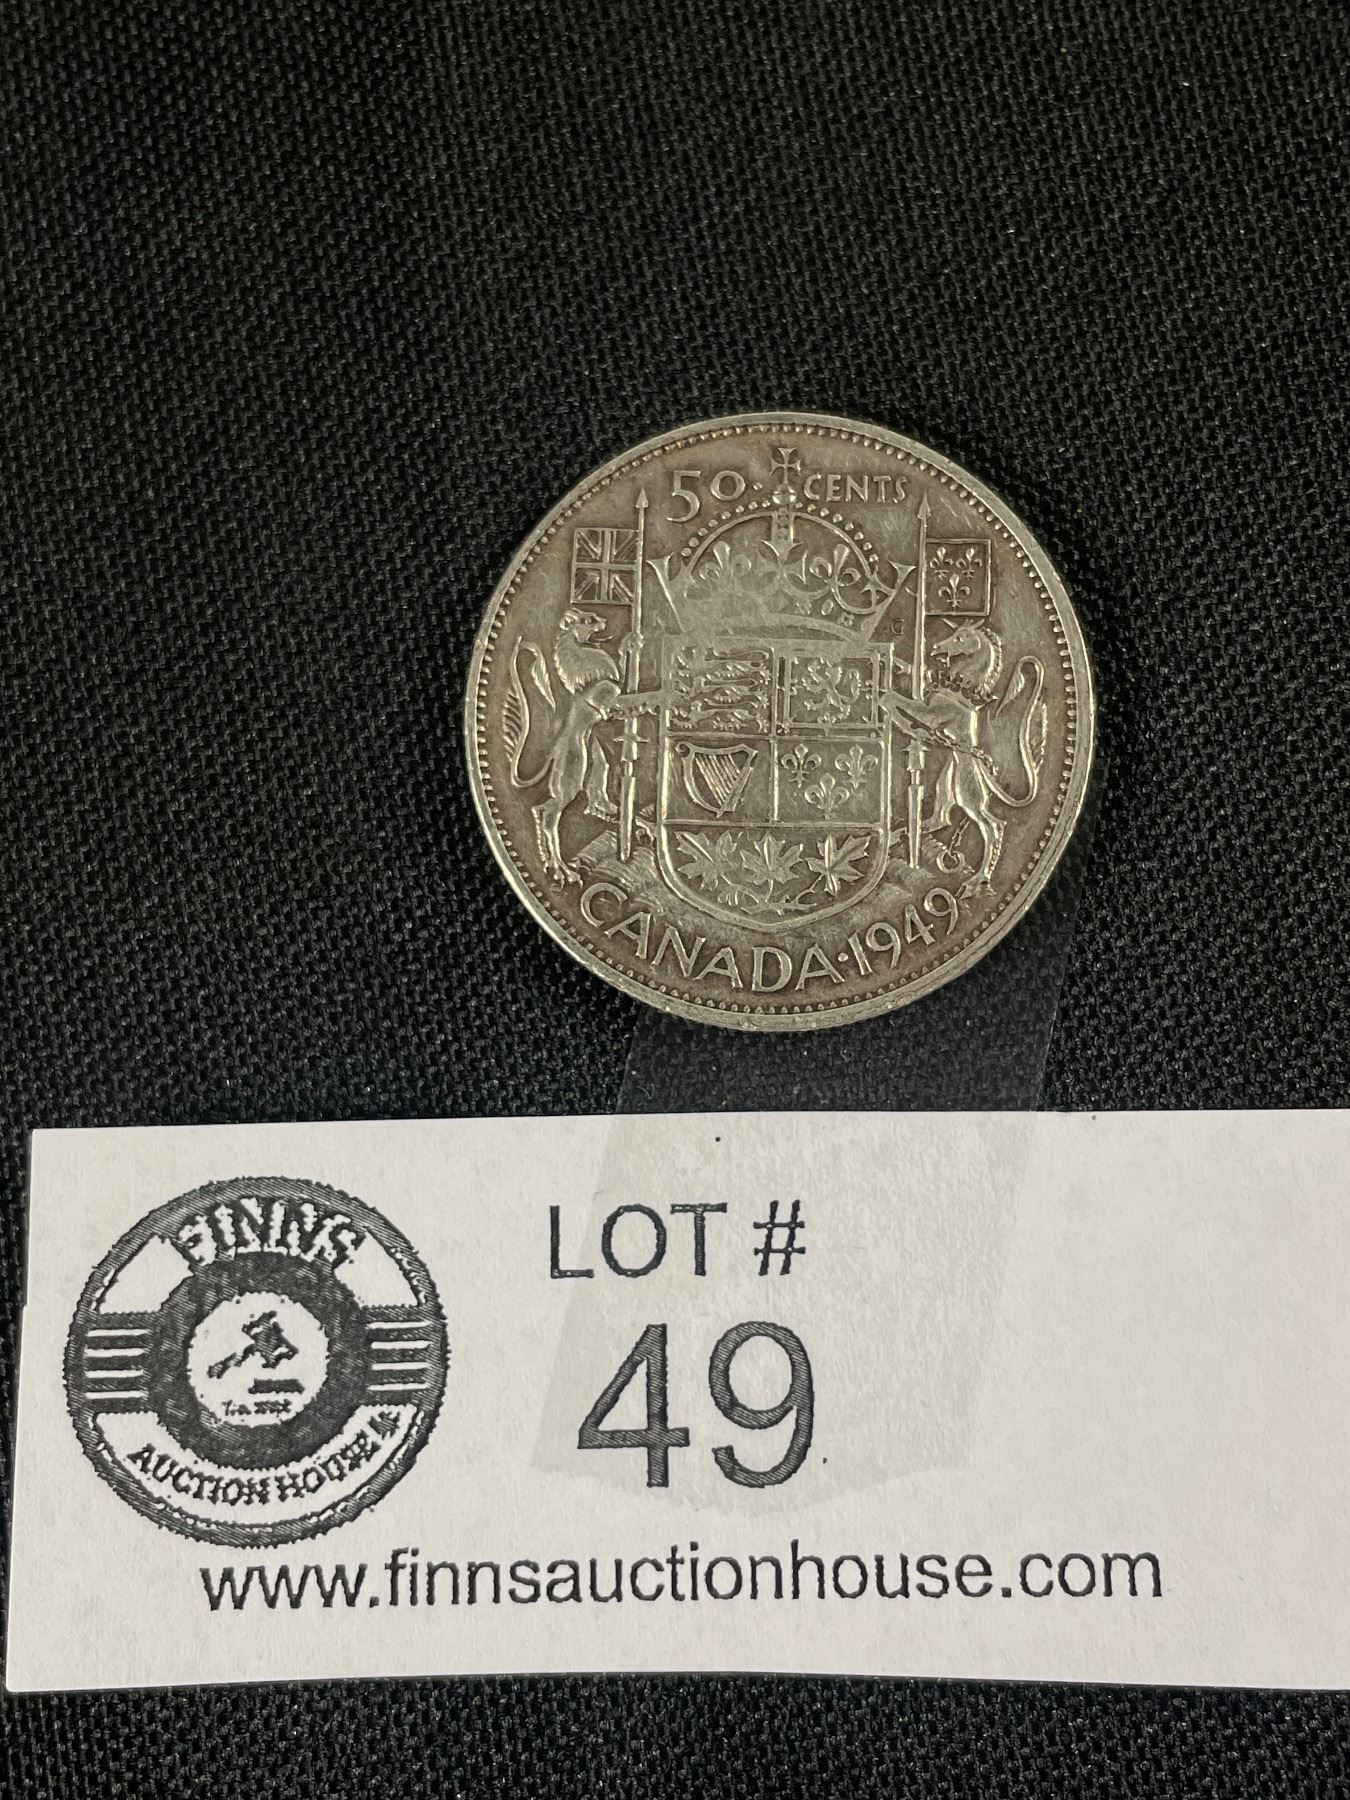 50 · CENTS
CANADA · 1949
LOT #
FINNS
49
AUCTION HOUSE
www.finnsauctionhouse.com